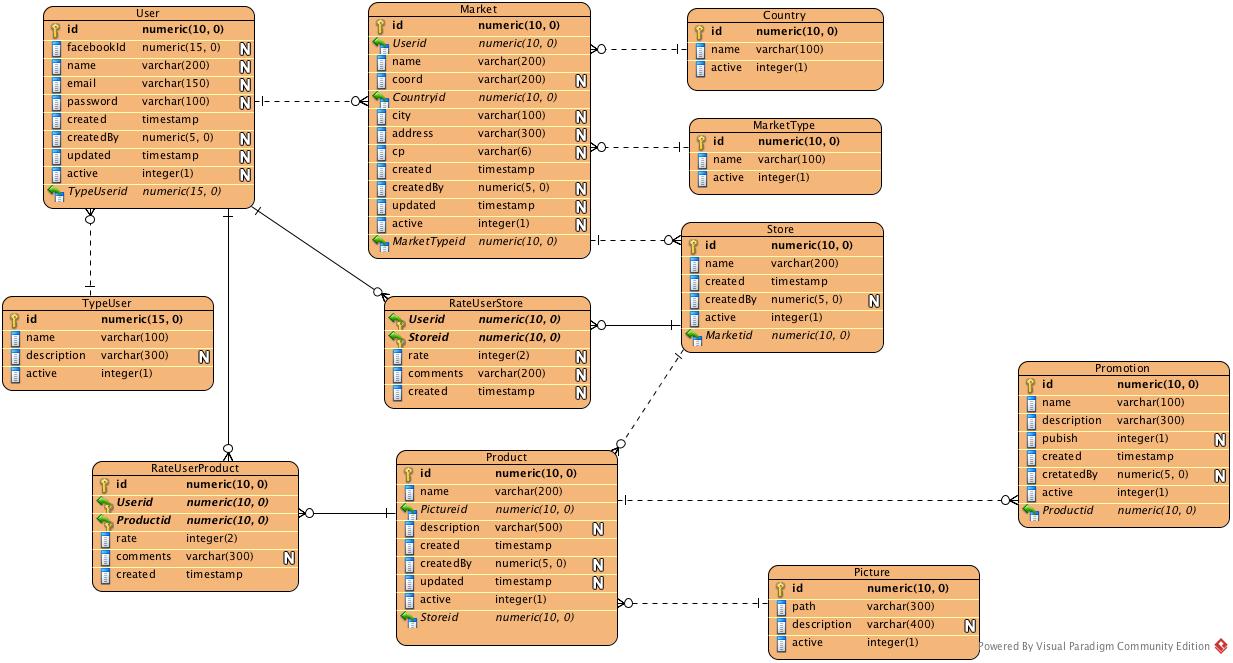 User
id numeric(10, 0)
facebookId numeric(15, 0) N
name varchar(200) N
email varchar(150) N
password varchar(100) N
created timestamp
createdBy numeric(5, 0) N
updated timestamp N
active integer(1) N
TypeUserid numeric(15, 0)
Market
id numeric(10, 0)
Userid numeric(10, 0)
name varchar(200)
coord varchar(200) N
Countryid numeric(10, 0)
city varchar(100) N
address varchar(300) N
cp varchar(6) N
created timestamp
createdBy numeric(5, 0) N
updated timestamp N
active integer(1) N
MarketTypeid numeric(10, 0)
Country
id numeric(10, 0)
name varchar(100)
active integer(1)
MarketType
id numeric(10, 0)
name varchar(100)
active integer(1)
Store
id numeric(10, 0)
name varchar(200)
created timestamp
createdBy numeric(5, 0) N
active integer(1)
Marketid numeric(10, 0)
TypeUser
id numeric(15, 0)
name varchar(100)
description varchar(300) N
active integer(1)
RateUserStore
Userid numeric(10, 0)
Storeid numeric(10, 0)
rate integer(2) N
comments varchar(200) N
created timestamp N
Promotion
id numeric(10, 0)
name varchar(100)
description varchar(300)
pubish integer(1) N
created timestamp
cretatedBy numeric(5, 0) N
active integer(1)
Productid numeric(10, 0)
RateUserProduct
id numeric(10, 0)
Userid numeric(10, 0)
Productid numeric(10, 0)
rate integer(2)
comments varchar(300) N
created timestamp
Product
id numeric(10, 0)
name varchar(200)
Pictureid numeric(10, 0)
description varchar(500) N
created timestamp
createdBy numeric(5, 0) N
updated timestamp N
active integer(1)
Storeid numeric(10, 0)
Picture
id numeric(10, 0)
path varchar(300)
description varchar(400) N
active integer(1)
Powered By Visual Paradigm Community Edition